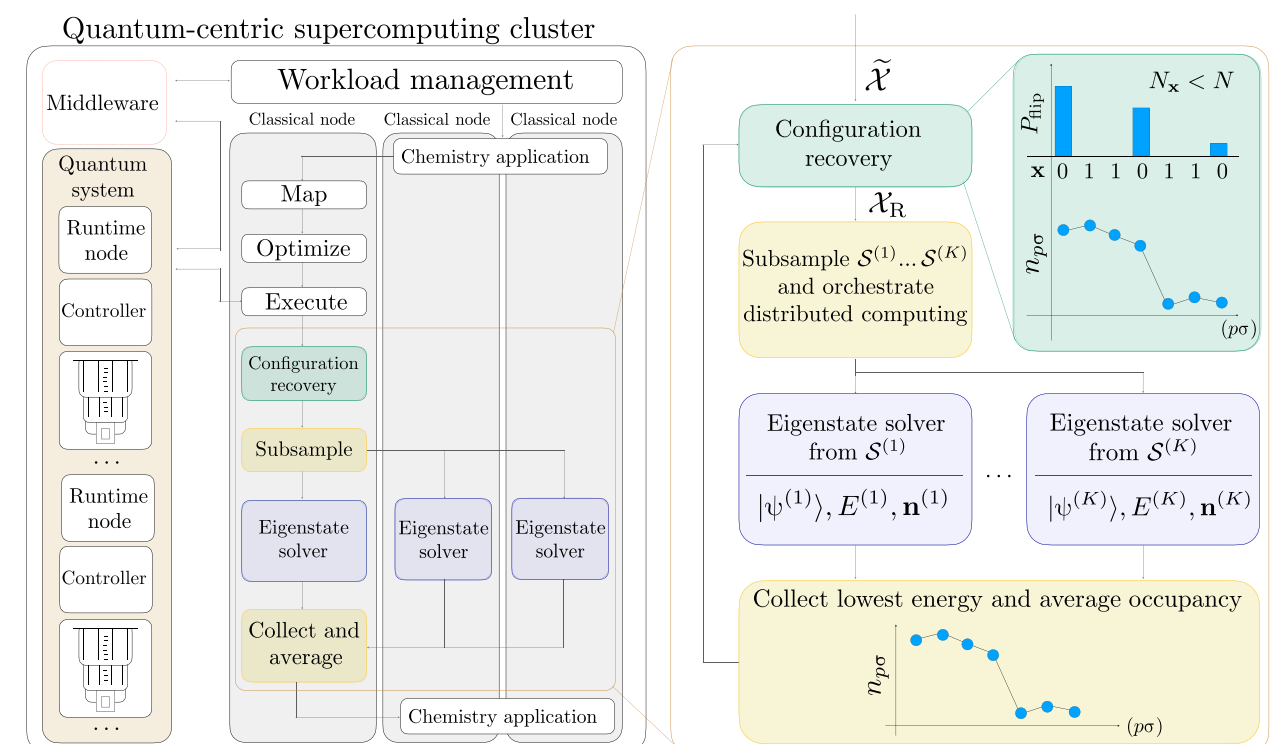 Quantum-centric supercomputing cluster
Middleware
Workload management
Classical node
Classical node
Classical node
Quantum
system
Runtime
node
Controller
...
Runtime
node
Controller
...
Chemistry application
Map
Optimize
Execute
Configuration
recovery
Subsample
Eigenstate
solver
Eigenstate
solver
Eigenstate
solver
Collect and
average
Chemistry application
𝒳̃
Configuration
recovery
𝒳_R
Subsample 𝒮^(1)...𝒮^(K)
and orchestrate
distributed computing
Eigenstate solver
from 𝒮^(1)
|ψ^(1)⟩, E^(1), n^(1)
...
Eigenstate solver
from 𝒮^(K)
|ψ^(K)⟩, E^(K), n^(K)
Collect lowest energy and average occupancy
n_pσ
(pσ)
N_x < N
P_flip
x 0 1 1 0 1 1 0
n_pσ
(pσ)